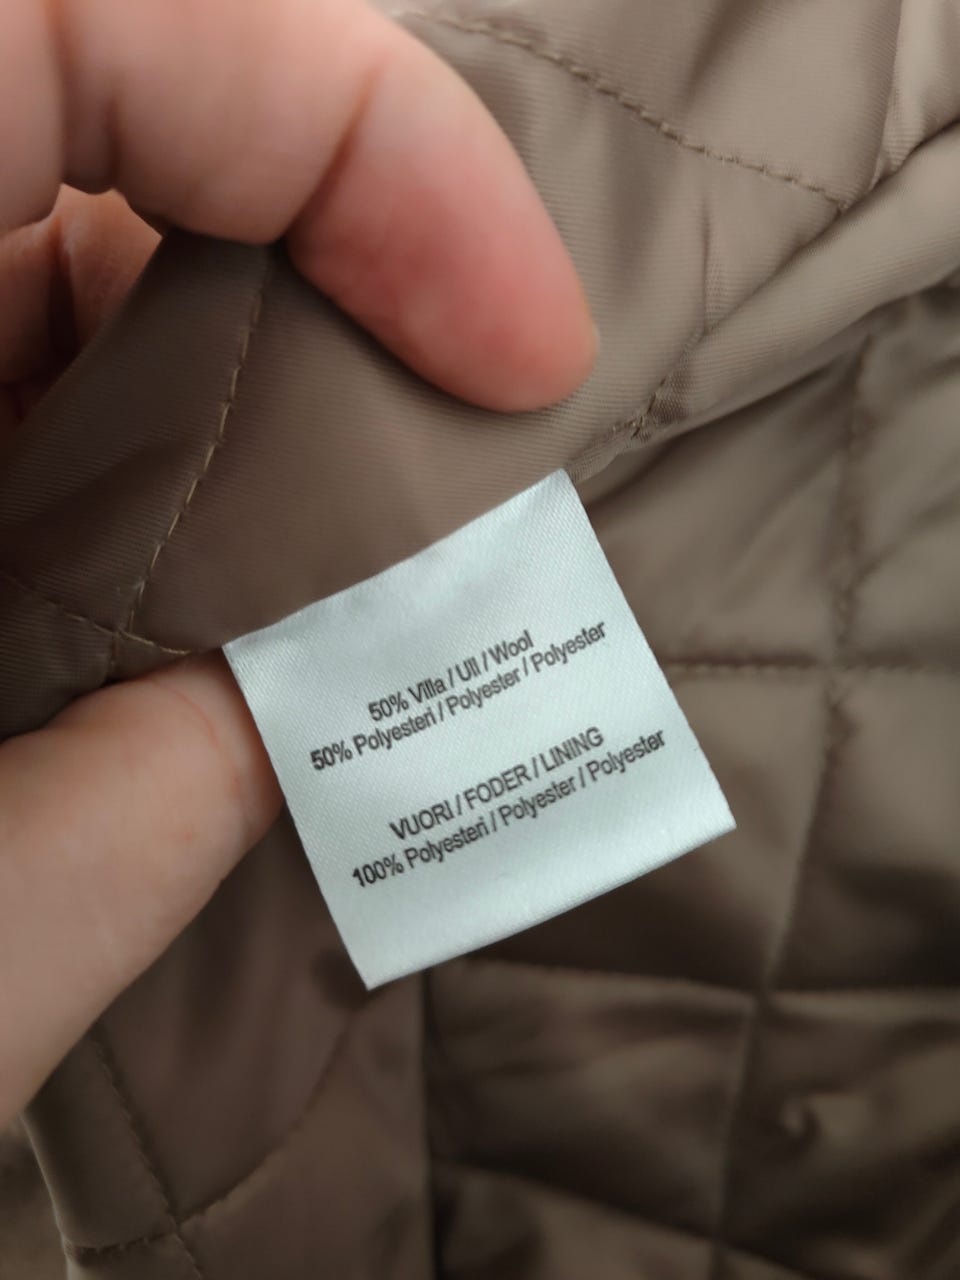 50% Villa / Ull / Wool
50% Polyesteri / Polyester / Polyester
VUORI / FODER / LINING
100% Polyesteri / Polyester / Polyester